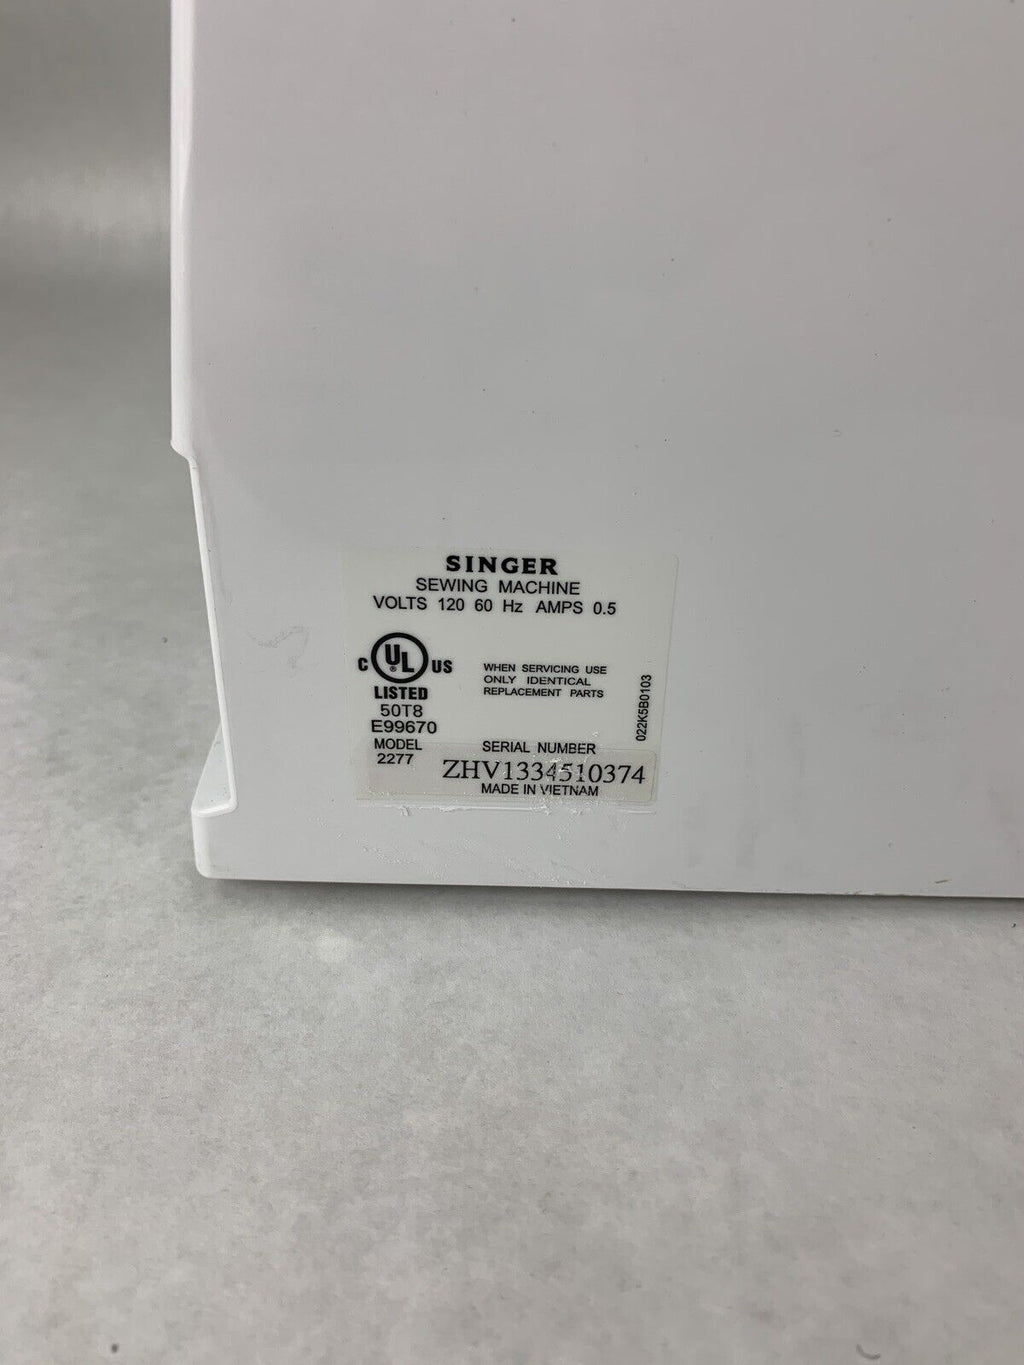 SINGER
SEWING MACHINE
VOLTS 120 60 Hz AMPS 0.5
C UL US
®
LISTED
50T8
E99670
MODEL
2277
WHEN SERVICING USE
ONLY IDENTICAL
REPLACEMENT PARTS
022K5B0103
SERIAL NUMBER
ZHV1334510374
MADE IN VIETNAM